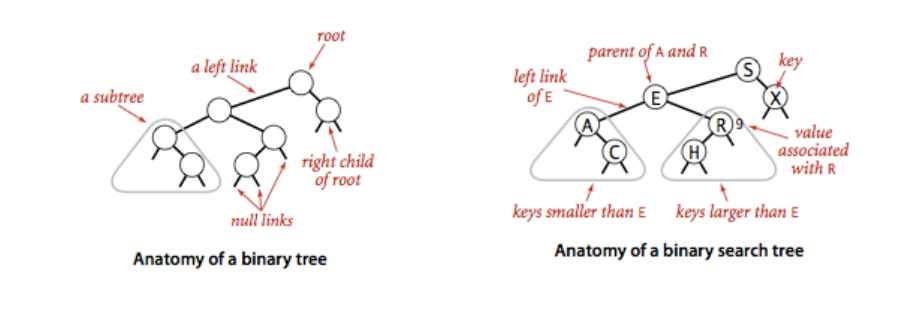 root
a left link
a subtree
right child
of root
null links
Anatomy of a binary tree
parent of A and R
key
left link
of E
S
X
E
A
R 9
C
H
value
associated
with R
keys smaller than E
keys larger than E
Anatomy of a binary search tree